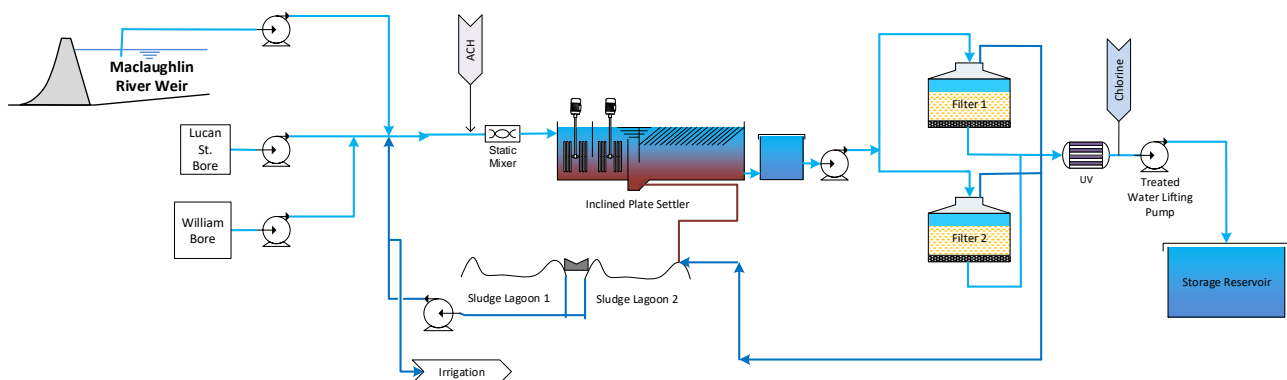 Maclaughlin
River Weir
Lucan
St.
Bore
William
Bore
ACH
Static
Mixer
Inclined Plate Settler
Sludge Lagoon 1
Sludge Lagoon 2
Irrigation
Filter 1
Filter 2
UV
Chlorine
Treated
Water Lifting
Pump
Storage Reservoir